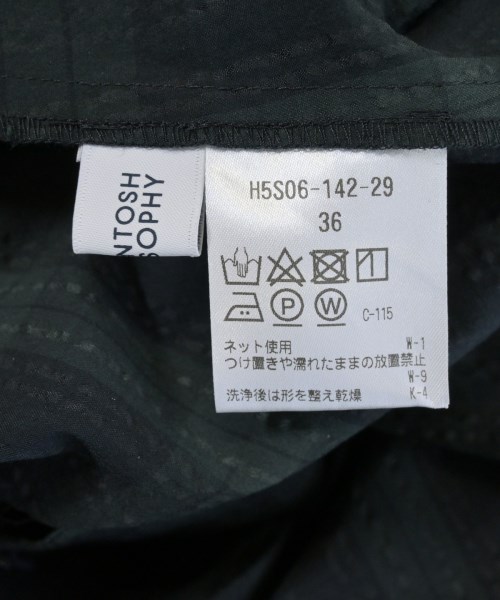 NTOSH
SOPHY
H5S06-142-29
36
P W C-115
ネット使用 W-1
つけ置きや濡れたままの放置禁止
W-9
洗浄後は形を整え乾燥 K-4